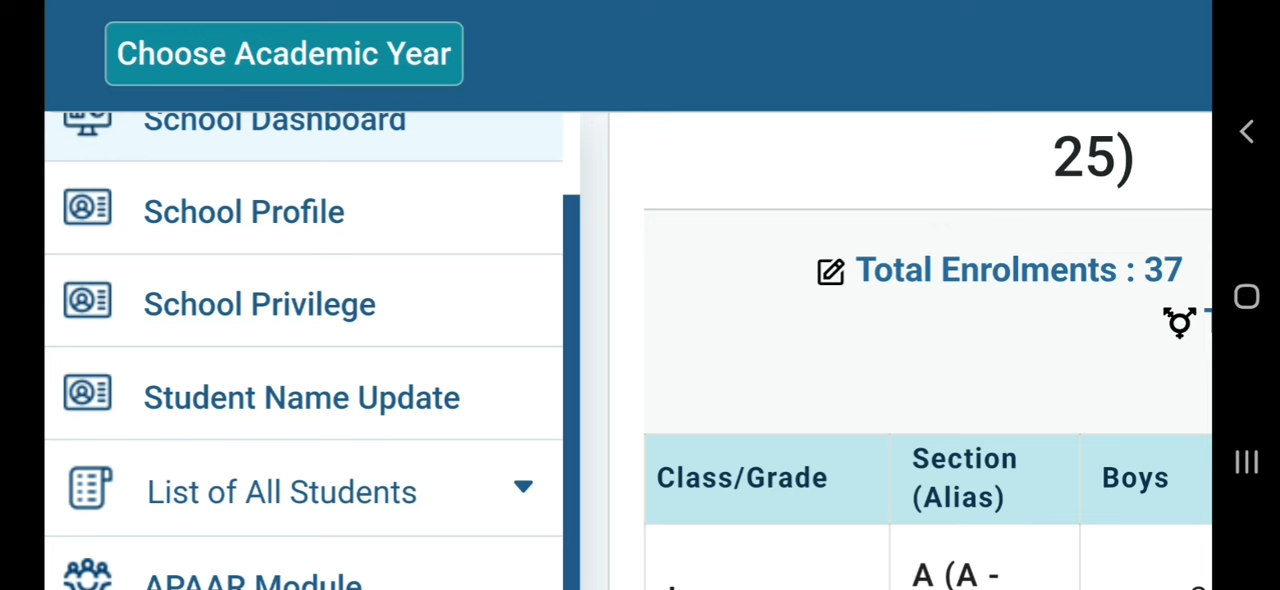 Choose Academic Year
School Dashboard
School Profile
School Privilege
Student Name Update
List of All Students
APAAR Module
25)
Total Enrolments : 37
Class/Grade
Section
(Alias)
Boys
A (A -